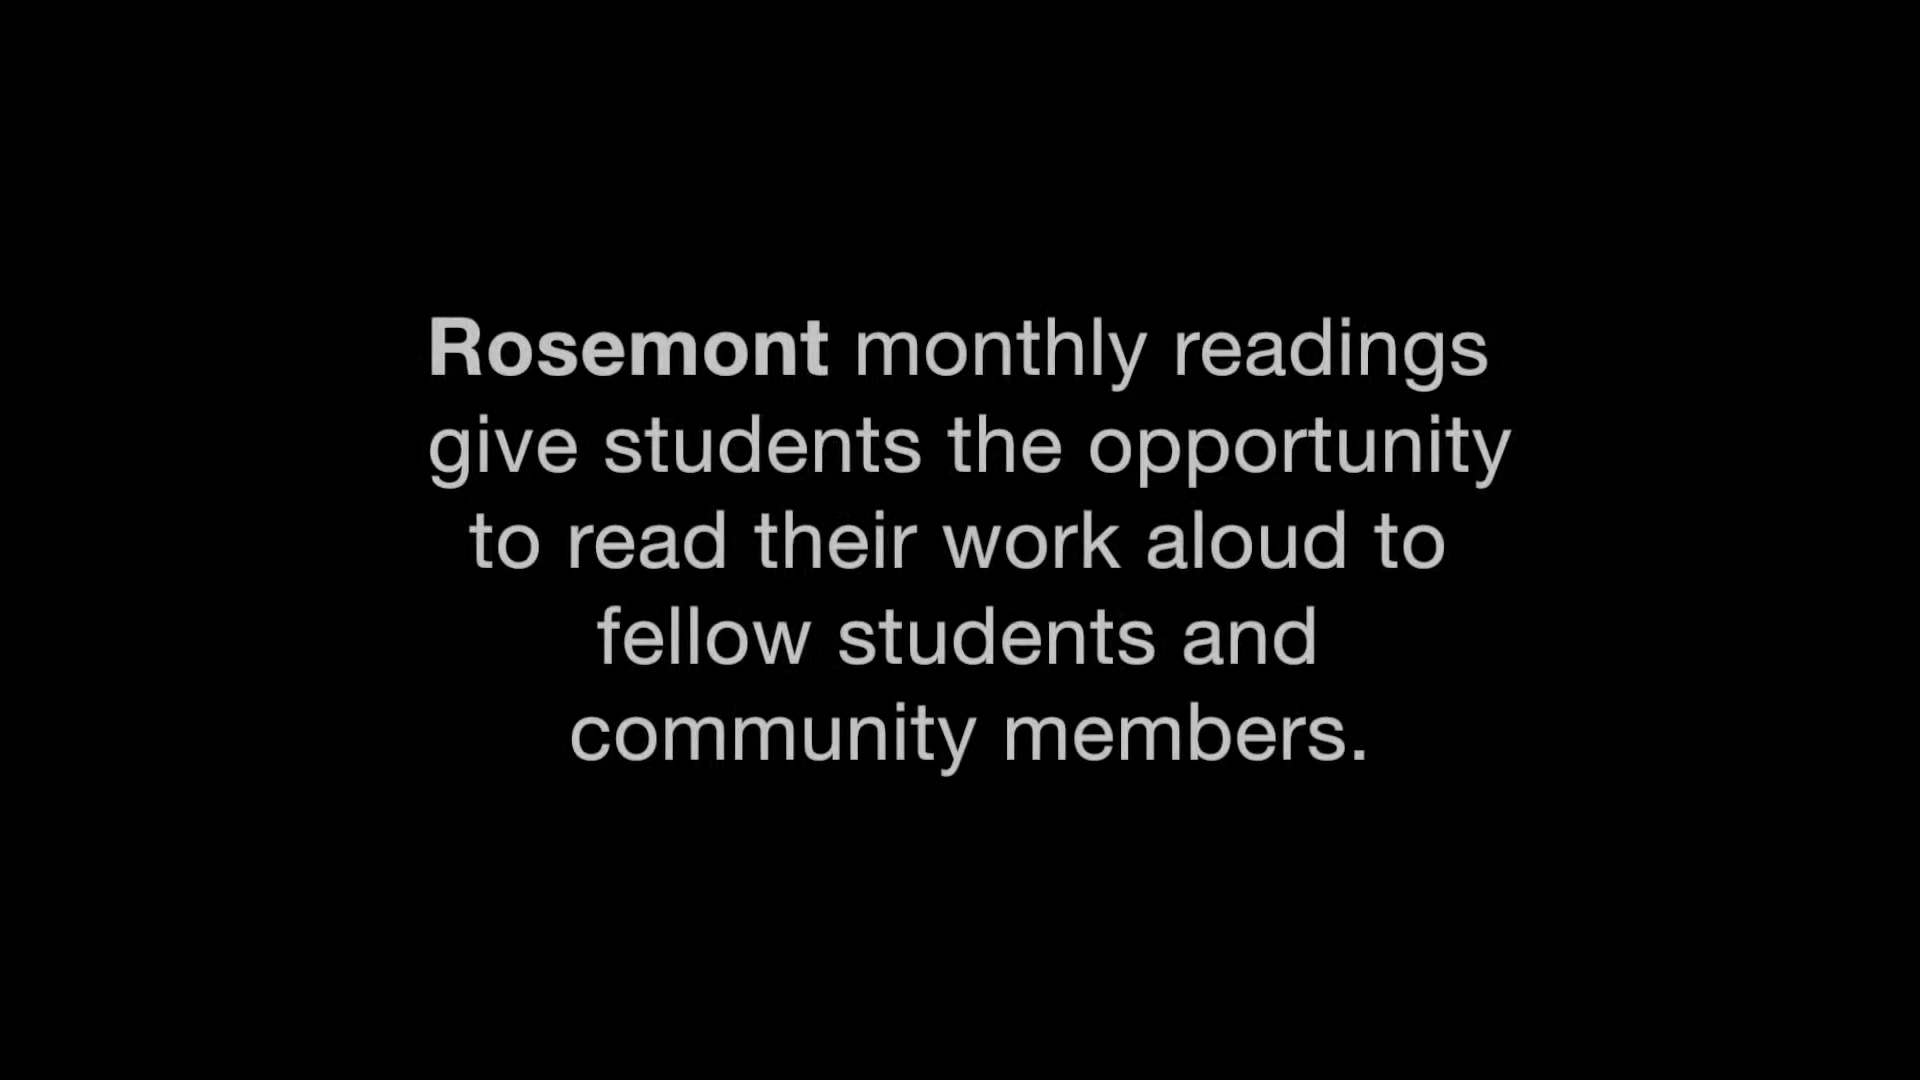 Rosemont monthly readings
give students the opportunity
to read their work aloud to
fellow students and
community members.